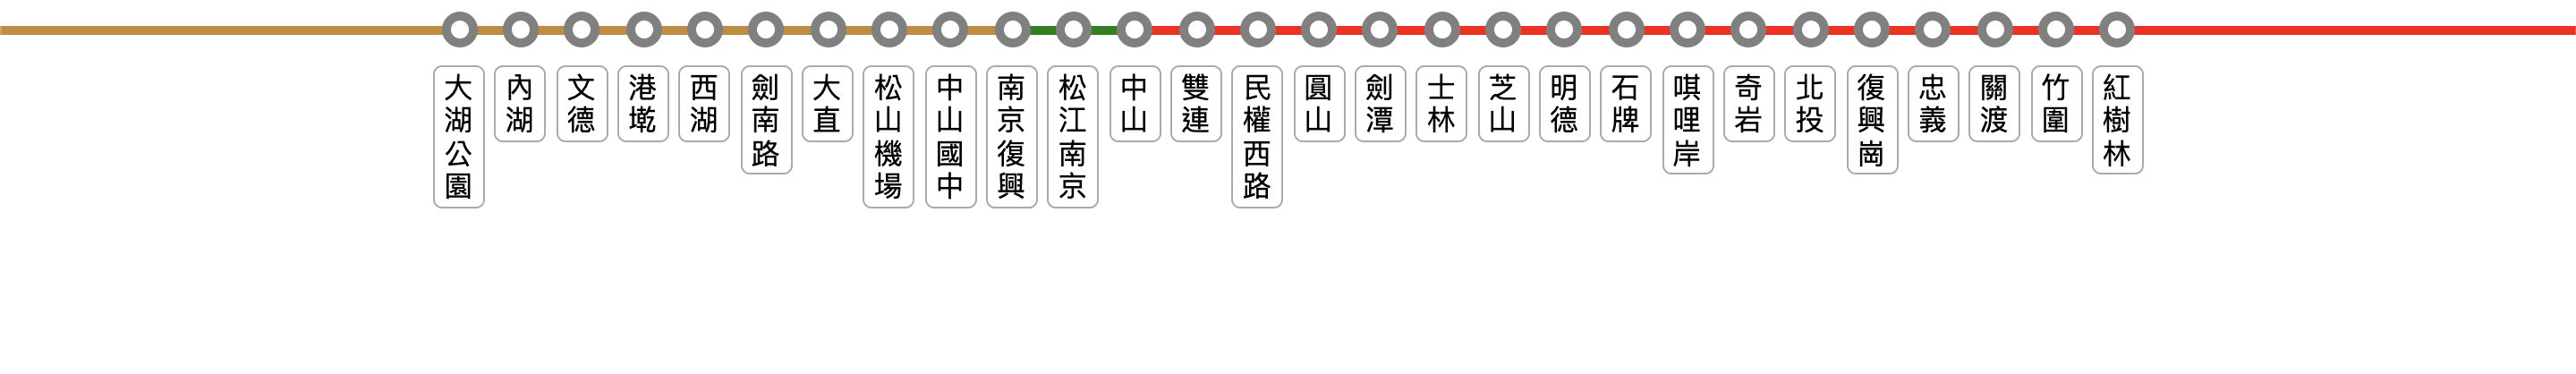 大湖公園
內湖
文德
港墘
西湖
劍南路
大直
松山機場
中山國中
南京復興
松江南京
中山
雙連
民權西路
圓山
劍潭
士林
芝山
明德
石牌
唭哩岸
奇岩
北投
復興崗
忠義
關渡
竹圍
紅樹林